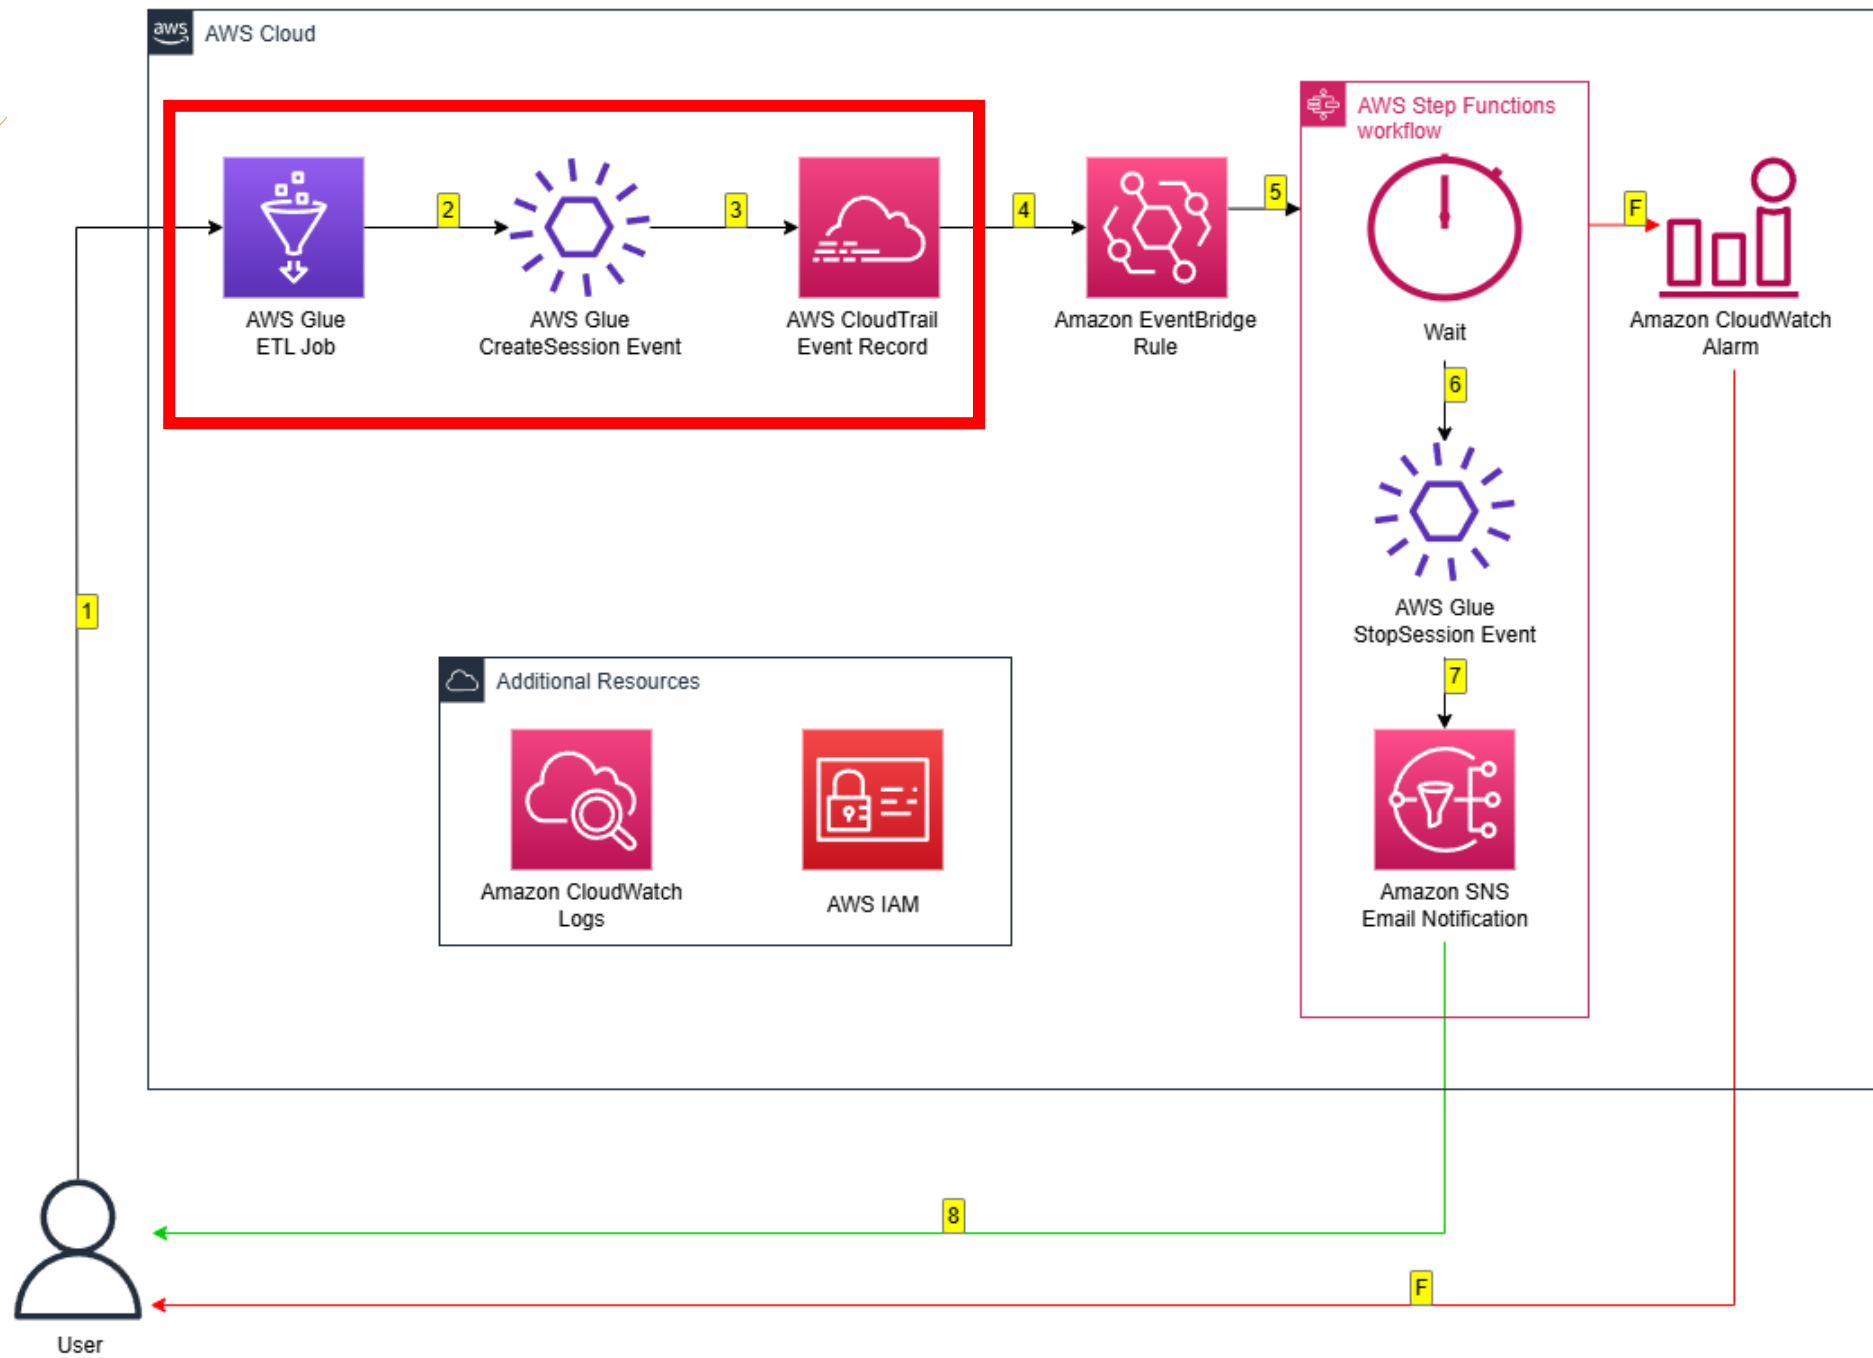 aws
AWS Cloud
AWS Step Functions
workflow
2
3
4
5
F
AWS Glue
ETL Job
AWS Glue
CreateSession Event
AWS CloudTrail
Event Record
Amazon EventBridge
Rule
Wait
Amazon CloudWatch
Alarm
6
AWS Glue
StopSession Event
1
7
Additional Resources
Amazon CloudWatch
Logs
AWS IAM
Amazon SNS
Email Notification
8
F
User